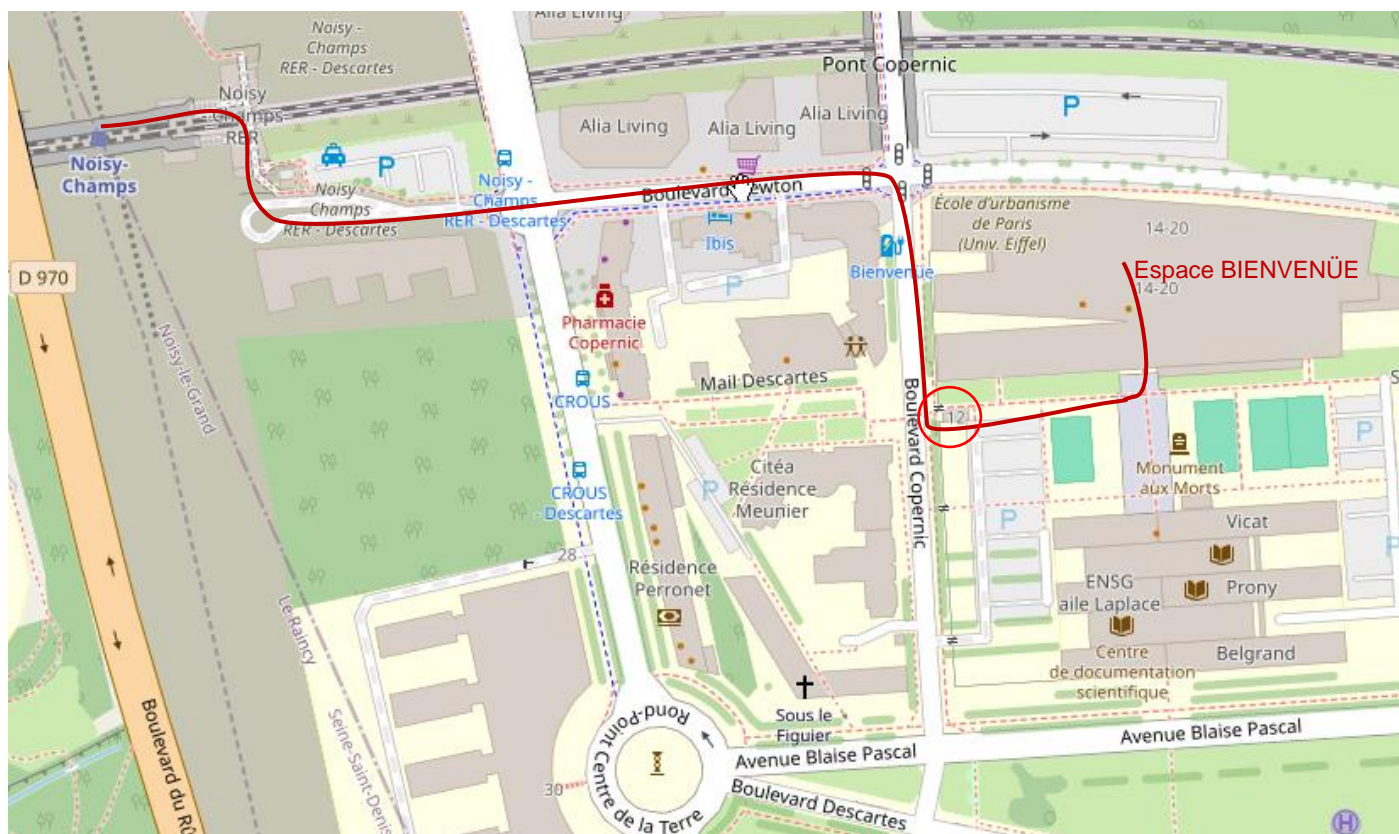 Alia Living
Noisy -
Champs
RER - Descartes
Pont Copernic
Noisy
Champs
RER
Noisy-
Champs
Alia Living
Alia Living
Alia Living
P
P
Noisy -
Champs
RER - Descartes
Noisy
Champs
RER - Descartes
École d'urbanisme
de Paris
(Univ. Eiffel)
14-20
Ibis
Bienvenüe
Espace BIENVENÜE
14-20
D 970
P
Pharmacie
Copernic
Noisy-le-Grand
Mail Descartes
CROUS
Boulevard Copernic
12
P
Citéa
Résidence
Meunier
Monument
aux Morts
CROUS
- Descartes
P
P
Vicat
28
Résidence
Perronet
ENSG
aile Laplace
Prony
P
Le Raincy
Centre
de documentation
scientifique
Belgrand
Seine-Saint-Denis
Sous le
Figuier
Boulevard du
Rond-Point Centre de la Terre
Avenue Blaise Pascal
Avenue Blaise Pascal
30
Boulevard Descartes
H